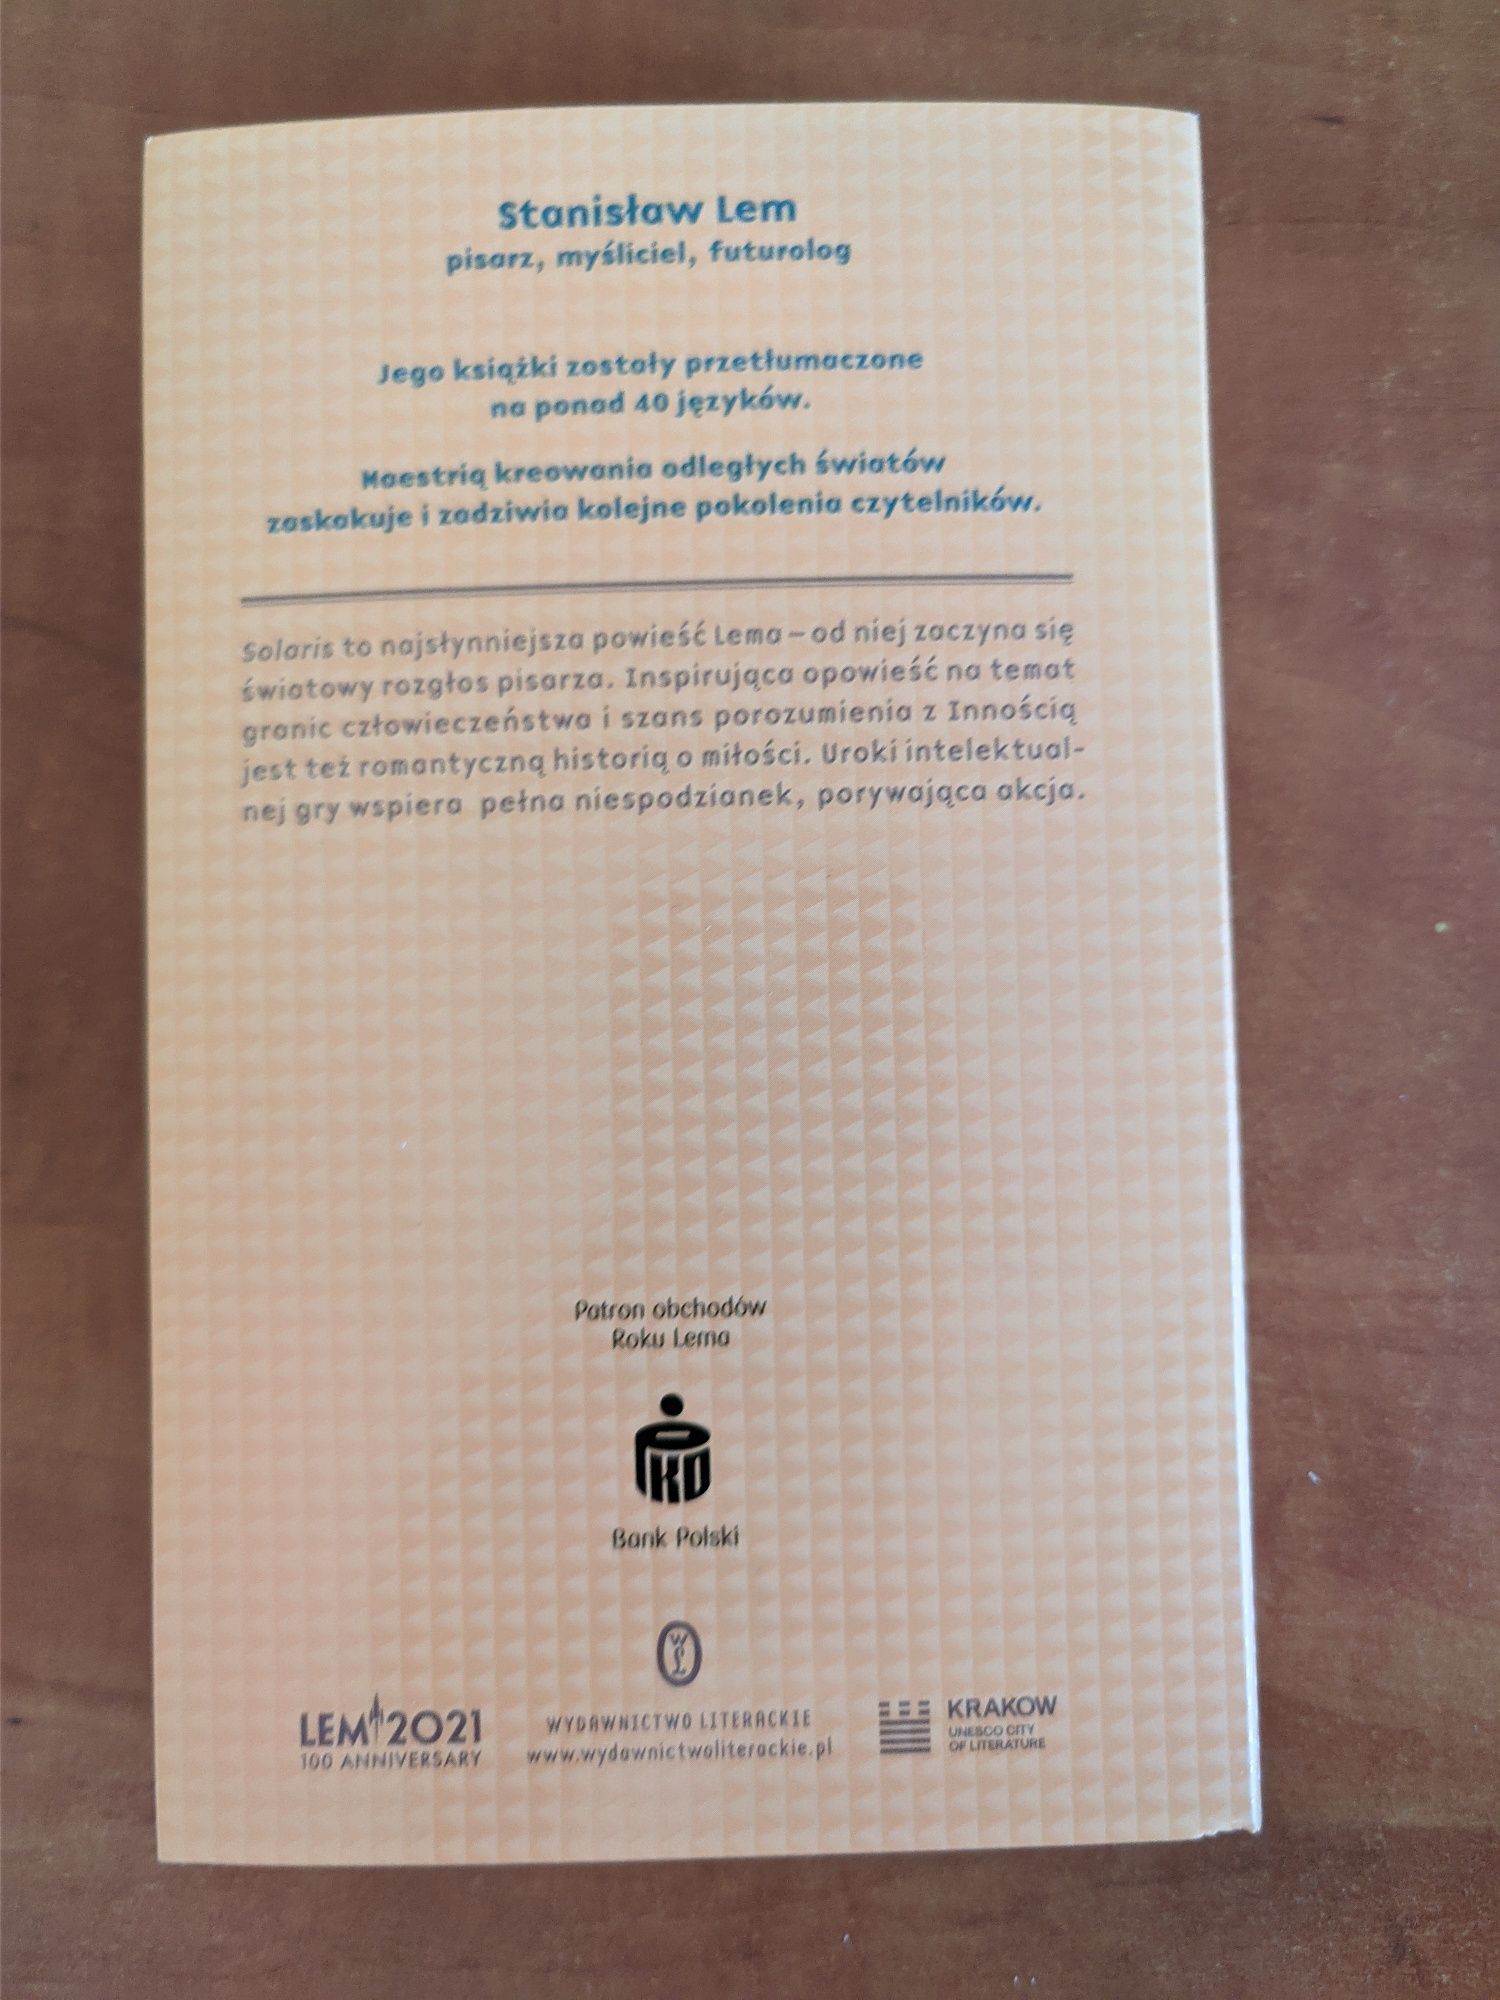 Stanisław Lem
pisarz, myśliciel, futurolog
Jego książki zostały przetłumaczone
na ponad 40 języków.
Maestrią kreowania odległych światów
zaskakuje i zadziwia kolejne pokolenia czytelników.
Solaris to najsłynniejsza powieść Lema – od niej zaczyna się
światowy rozgłos pisarza. Inspirująca opowieść na temat
granic człowieczeństwa i szans porozumienia z Innością
jest też romantyczną historią o miłości. Uroki intelektual-
nej gry wspiera pełna niespodzianek, porywająca akcja.
Patron obchodów
Roku Lema
PKO
Bank Polski
WL
LEM 2021
100 ANNIVERSARY
WYDAWNICTWO LITERACKIE
www.wydawnictwoliterackie.pl
KRAKOW
UNESCO CITY
OF LITERATURE